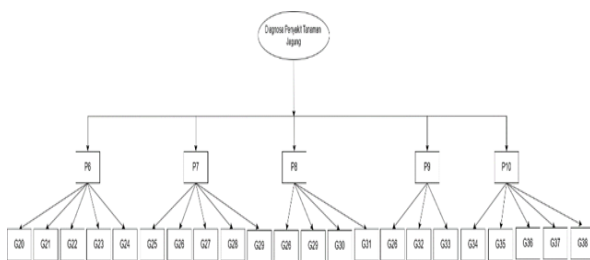 Diagnosa Penyakit Tanaman
Jagung
P6 P7 P8 P9 P10
G20 G21 G22 G23 G24 G25 G26 G27 G28 G29 G26 G29 G30 G31 G26 G32 G33 G34 G35 G36 G37 G38